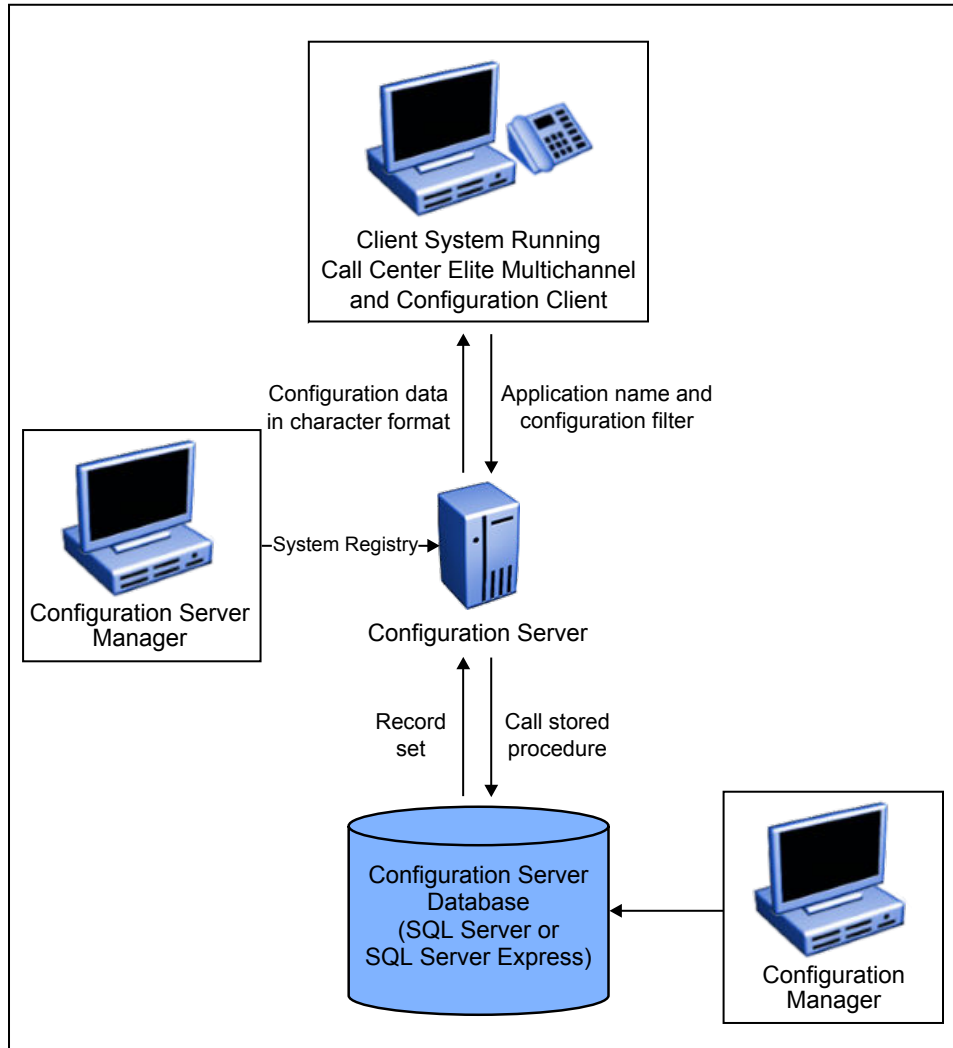 Client System Running
Call Center Elite Multichannel
and Configuration Client
Configuration data
in character format
Application name and
configuration filter
System Registry
Configuration Server
Manager
Configuration Server
Record
set
Call stored
procedure
Configuration Server
Database
(SQL Server or
SQL Server Express)
Configuration
Manager